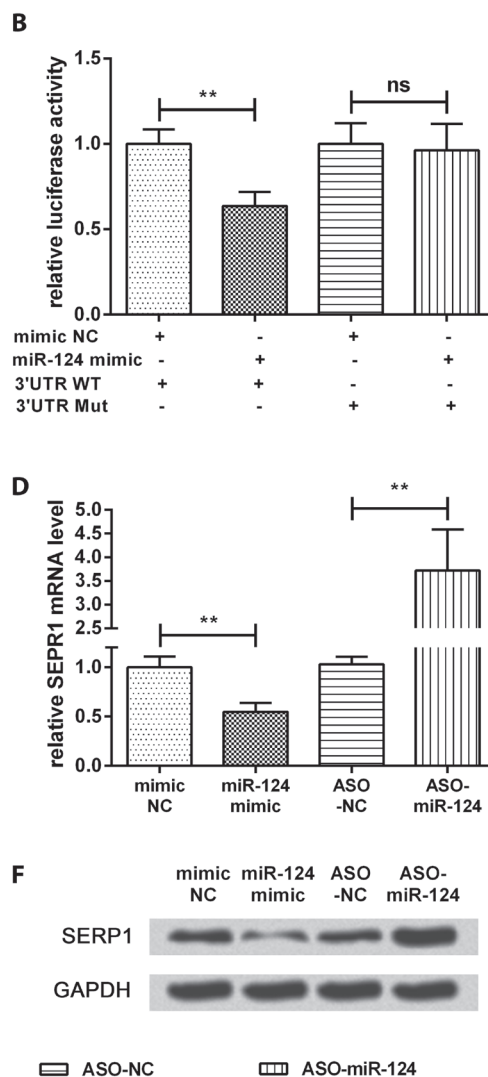 B
relative luciferase activity
1.5
1.0
0.5
0.0
** ns
mimic NC + - + -
miR-124 mimic - + - +
3'UTR WT + + - -
3'UTR Mut - - + +
D
relative SEPR1 mRNA level
5.0
4.5
4.0
3.5
3.0
2.5
1.0
0.5
0.0
** **
mimic miR-124 ASO ASO-
NC mimic -NC miR-124
F
mimic miR-124 ASO ASO-
NC mimic -NC miR-124
SERP1
GAPDH
ASO-NC ASO-miR-124